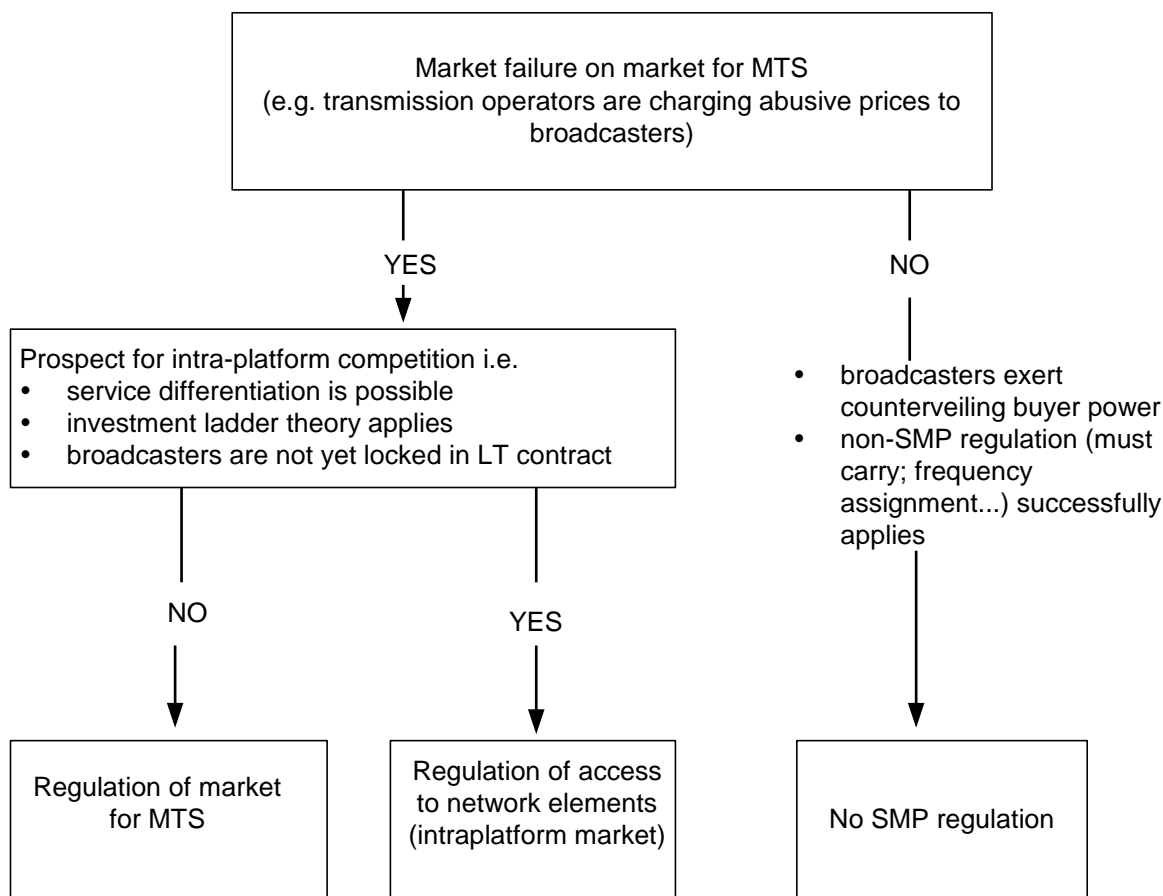 Market failure on market for MTS
(e.g. transmission operators are charging abusive prices to
broadcasters)
YES
NO
Prospect for intra-platform competition i.e.
• service differentiation is possible
• investment ladder theory applies
• broadcasters are not yet locked in LT contract
• broadcasters exert
counterveiling buyer power
• non-SMP regulation (must
carry; frequency
assignment...) successfully
applies
NO
YES
Regulation of market
for MTS
Regulation of access
to network elements
(intraplatform market)
No SMP regulation